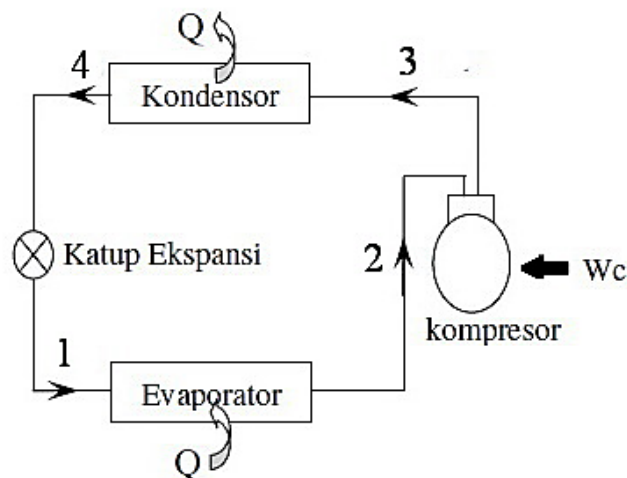 Q
4
Kondensor
3
Katup Ekspansi
2
Wc
kompresor
1
Evaporator
Q